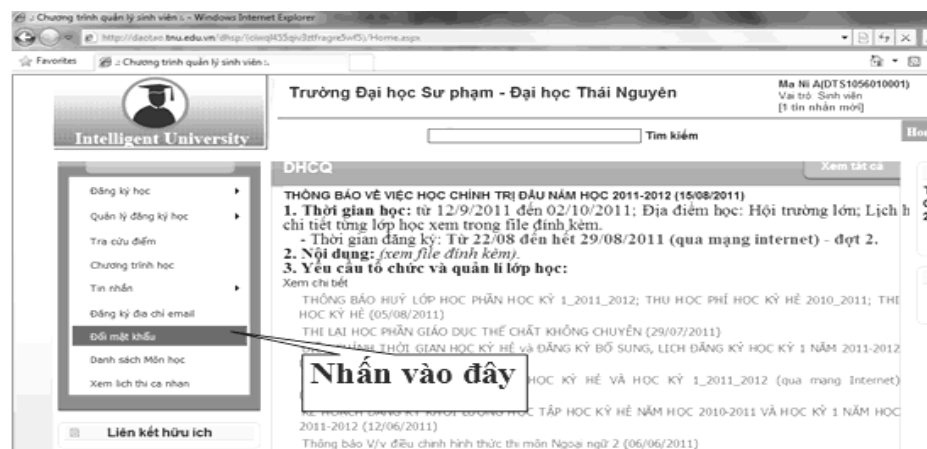 .: Chương trình quản lý sinh viên :. - Windows Internet Explorer
Favorites
.: Chương trình quản lý sinh viên :.
Intelligent University
Trường Đại học Sư phạm - Đại học Thái Nguyên
Ma Nì A(DTS1056010001)
Vai trò: Sinh viên
[1 tin nhắn mới]
Tìm kiếm
Đăng ký học
Quản lý đăng ký học
Tra cứu điểm
Chương trình học
Tin nhắn
Đăng ký địa chỉ email
Đổi mật khẩu
Danh sách Môn học
Xem lich thi ca nhan
Liên kết hữu ích
DHCQ
Xem tất cả
THÔNG BÁO VỀ VIỆC HỌC CHÍNH TRỊ ĐẦU NĂM HỌC 2011-2012 (15/08/2011)
1. Thời gian học: từ 12/9/2011 đến 02/10/2011; Địa điểm học: Hội trường lớn; Lịch h
chi tiết từng lớp học xem trong file đính kèm.
- Thời gian đăng ký: Từ 22/08 đến hết 29/08/2011 (qua mạng internet) - đợt 2.
2. Nội dung: (xem file đính kèm).
3. Yêu cầu tổ chức và quản lí lớp học:
Xem chi tiết
THÔNG BÁO HUỶ LỚP HỌC PHẦN HỌC KỲ 1_2011_2012; THU HỌC PHÍ HỌC KỲ HÈ 2010_2011; THI
HỌC KỲ HÈ (05/08/2011)
THI LẠI HỌC PHẦN GIÁO DỤC THỂ CHẤT KHÔNG CHUYÊN (29/07/2011)
THỜI GIAN HỌC KỲ HÈ và ĐĂNG KÝ BỔ SUNG, LỊCH ĐĂNG KÝ HỌC KỲ 1 NĂM 2011-2012
HỌC KỲ HÈ VÀ HỌC KỲ 1_2011_2012 (qua mạng Internet)
KẾ HOẠCH ĐĂNG KÝ KHỐI LƯỢNG HỌC TẬP HỌC KỲ HÈ NĂM HỌC 2010-2011 VÀ HỌC KỲ 1 NĂM HỌC
2011-2012 (12/06/2011)
Thông báo V/v điều chỉnh hình thức thi môn Ngoại ngữ 2 (06/06/2011)
Nhấn vào đây